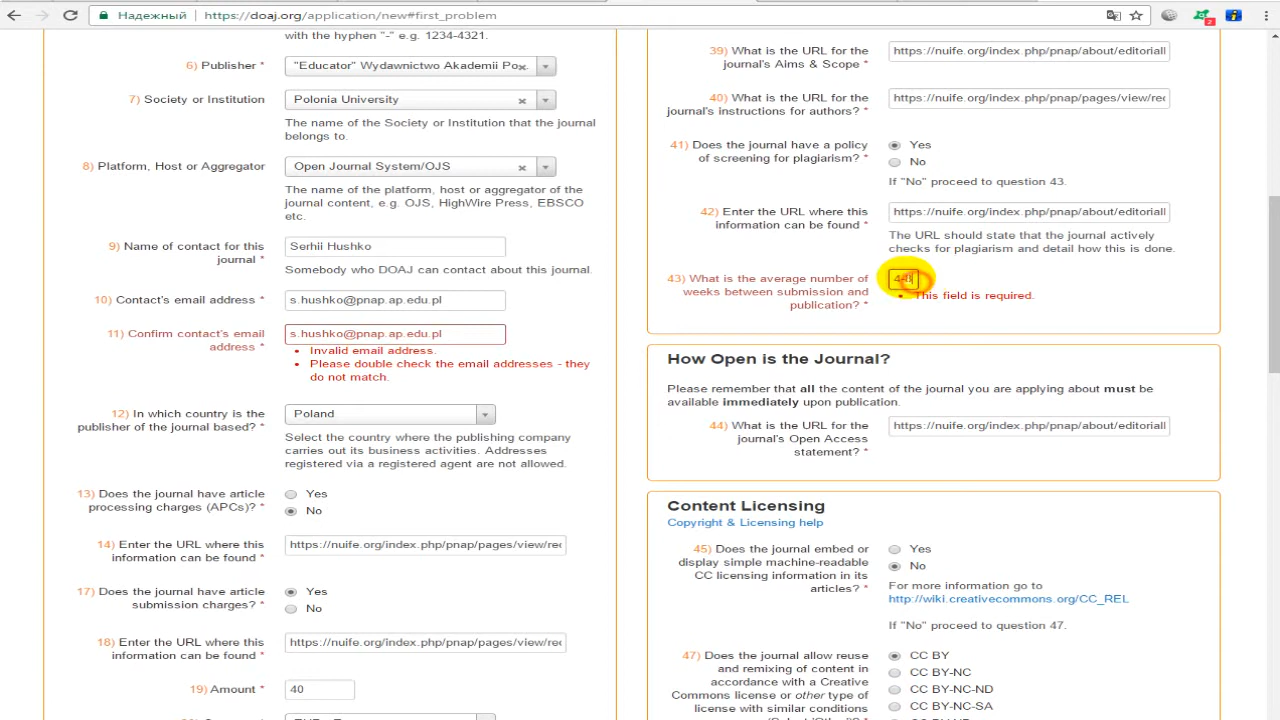 Надежный
https://doaj.org/application/new#first_problem
2
with the hyphen "-" e.g. 1234-4321.
6) Publisher *
"Educator" Wydawnictwo Akademii Po...
7) Society or Institution
Polonia University
The name of the Society or Institution that the journal
belongs to.
8) Platform, Host or Aggregator
Open Journal System/OJS
The name of the platform, host or aggregator of the
journal content, e.g. OJS, HighWire Press, EBSCO
etc.
9) Name of contact for this
journal *
Serhii Hushko
Somebody who DOAJ can contact about this journal.
10) Contact's email address *
s.hushko@pnap.ap.edu.pl
11) Confirm contact's email
address *
s.hushko@pnap.ap.edu.pl
• Invalid email address.
• Please double check the email addresses - they
do not match.
12) In which country is the
publisher of the journal based? *
Poland
Select the country where the publishing company
carries out its business activities. Addresses
registered via a registered agent are not allowed.
13) Does the journal have article
processing charges (APCs)? *
Yes
No
14) Enter the URL where this
information can be found *
https://nuife.org/index.php/pnap/pages/view/rec
17) Does the journal have article
submission charges? *
Yes
No
18) Enter the URL where this
information can be found *
https://nuife.org/index.php/pnap/pages/view/rec
19) Amount *
40
39) What is the URL for the
journal's Aims & Scope *
https://nuife.org/index.php/pnap/about/editoriall
40) What is the URL for the
journal's instructions for authors? *
https://nuife.org/index.php/pnap/pages/view/rec
41) Does the journal have a policy
of screening for plagiarism? *
Yes
No
If "No" proceed to question 43.
42) Enter the URL where this
information can be found *
https://nuife.org/index.php/pnap/about/editoriall
The URL should state that the journal actively
checks for plagiarism and detail how this is done.
43) What is the average number of
weeks between submission and
publication? *
• This field is required.
How Open is the Journal?
Please remember that all the content of the journal you are applying about must be
available immediately upon publication.
44) What is the URL for the
journal's Open Access
statement? *
https://nuife.org/index.php/pnap/about/editoriall
Content Licensing
Copyright & Licensing help
45) Does the journal embed or
display simple machine-readable
CC licensing information in its
articles? *
Yes
No
For more information go to
http://wiki.creativecommons.org/CC_REL
If "No" proceed to question 47.
47) Does the journal allow reuse
and remixing of content in
accordance with a Creative
Commons license or other type of
license with similar conditions
CC BY
CC BY-NC
CC BY-NC-ND
CC BY-NC-SA